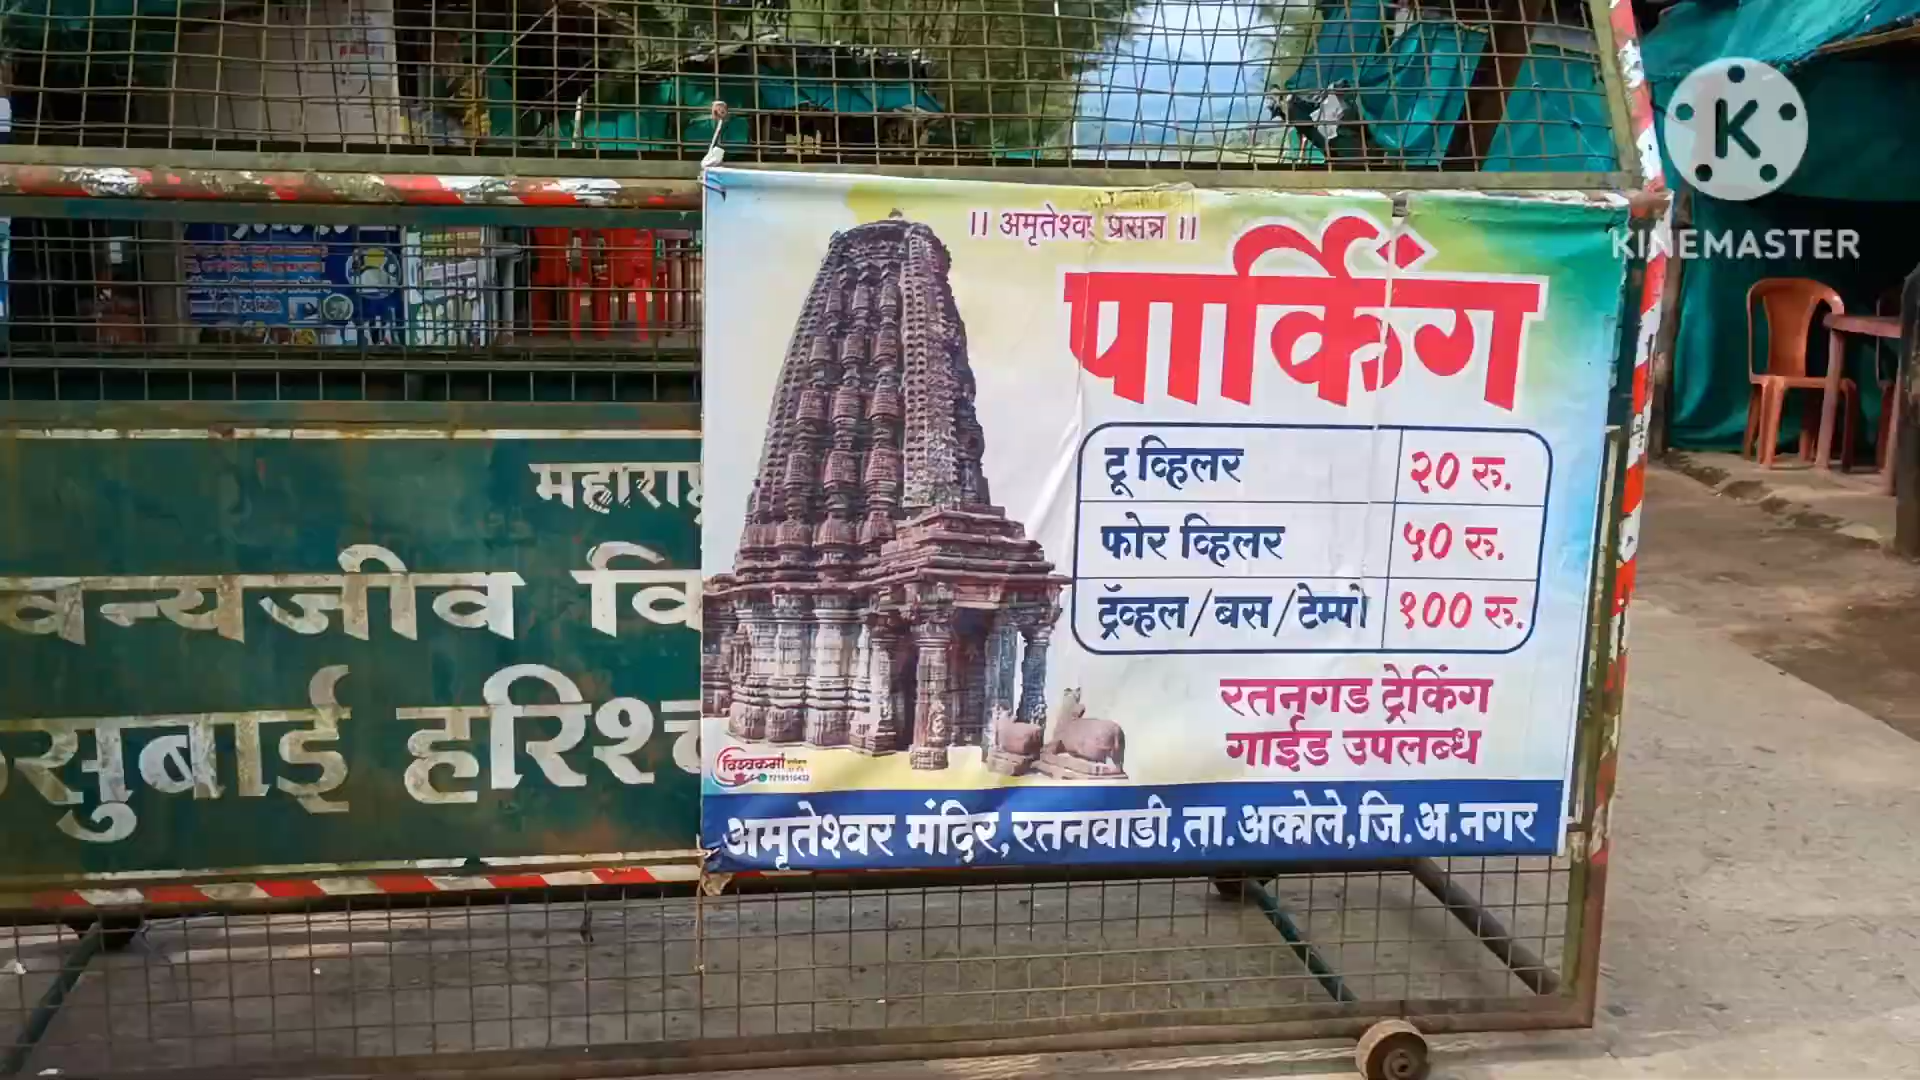 ।। अमृतेश्वर प्रसन्न ।।
पार्किंग
टू व्हिलर २० रु.
फोर व्हिलर ५० रु.
ट्रॅव्हल/बस/टेम्पो १०० रु.
रतनगड ट्रेकिंग
गाईड उपलब्ध
विश्वकर्मा
अमृतेश्वर मंदिर,रतनवाडी,ता.अकोले,जि.अ.नगर
महाराष्ट्र
वन्यजीव वि
सुबाई हरिश्च
K
KINEMASTER